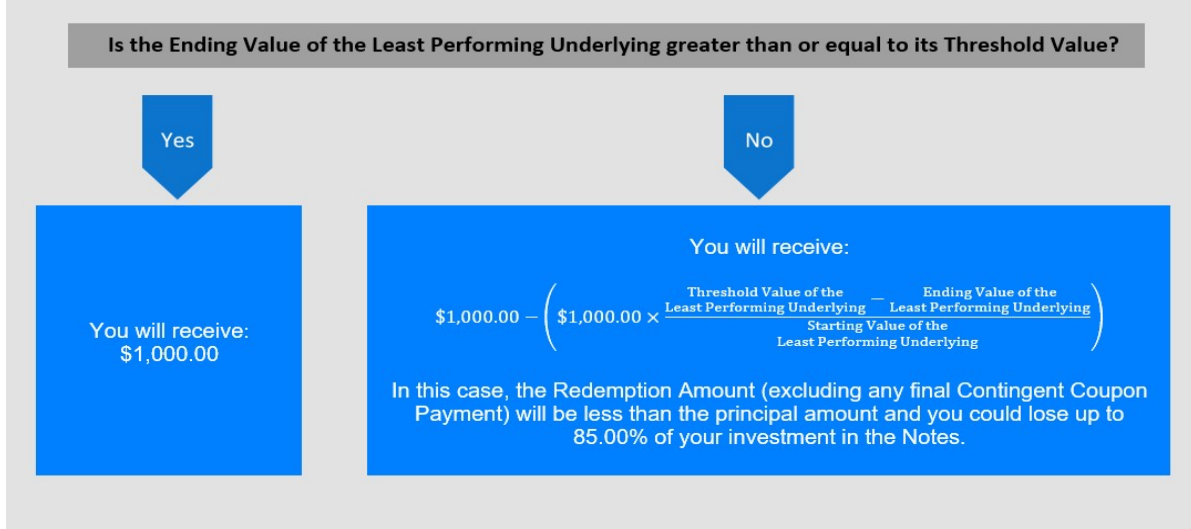 Is the Ending Value of the Least Performing Underlying greater than or equal to its Threshold Value?
Yes
No
You will receive:
$1,000.00
You will receive:
$1,000.00 − ($1,000.00 × (Threshold Value of the Least Performing Underlying − Ending Value of the Least Performing Underlying) / Starting Value of the Least Performing Underlying)
In this case, the Redemption Amount (excluding any final Contingent Coupon
Payment) will be less than the principal amount and you could lose up to
85.00% of your investment in the Notes.